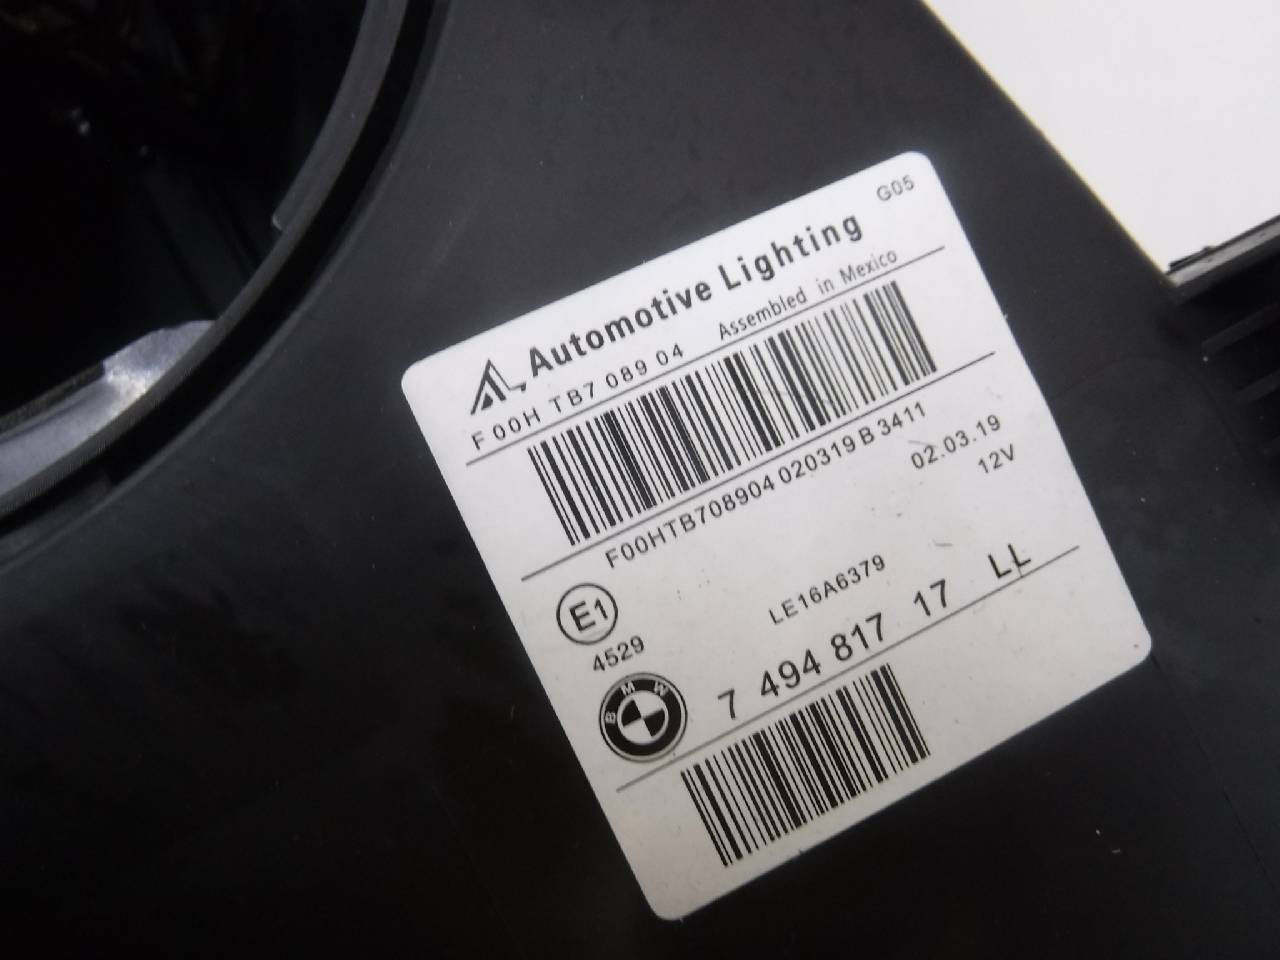 G05
Automotive Lighting
F 00H TB7 089 04 Assembled in Mexico
F00HTB708904 020319 B 3411
02.03.19
12V
E1
4529
LE16A6379
BMW
7 494 817 17 LL